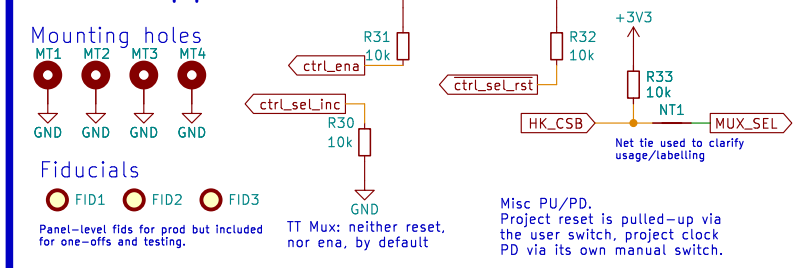 Mounting holes
MT1 MT2 MT3 MT4
GND GND GND GND
Fiducials
FID1 FID2 FID3
Panel-level fids for prod but included
for one-offs and testing.
R31
10k
ctrl_ena
ctrl_sel_inc
R30
10k
GND
TT Mux: neither reset,
nor ena, by default
R32
10k
ctrl_sel_rst
+3V3
R33
10k
NT1
HK_CSB
MUX_SEL
Net tie used to clarify
usage/labelling
Misc PU/PD.
Project reset is pulled-up via
the user switch, project clock
PD via its own manual switch.